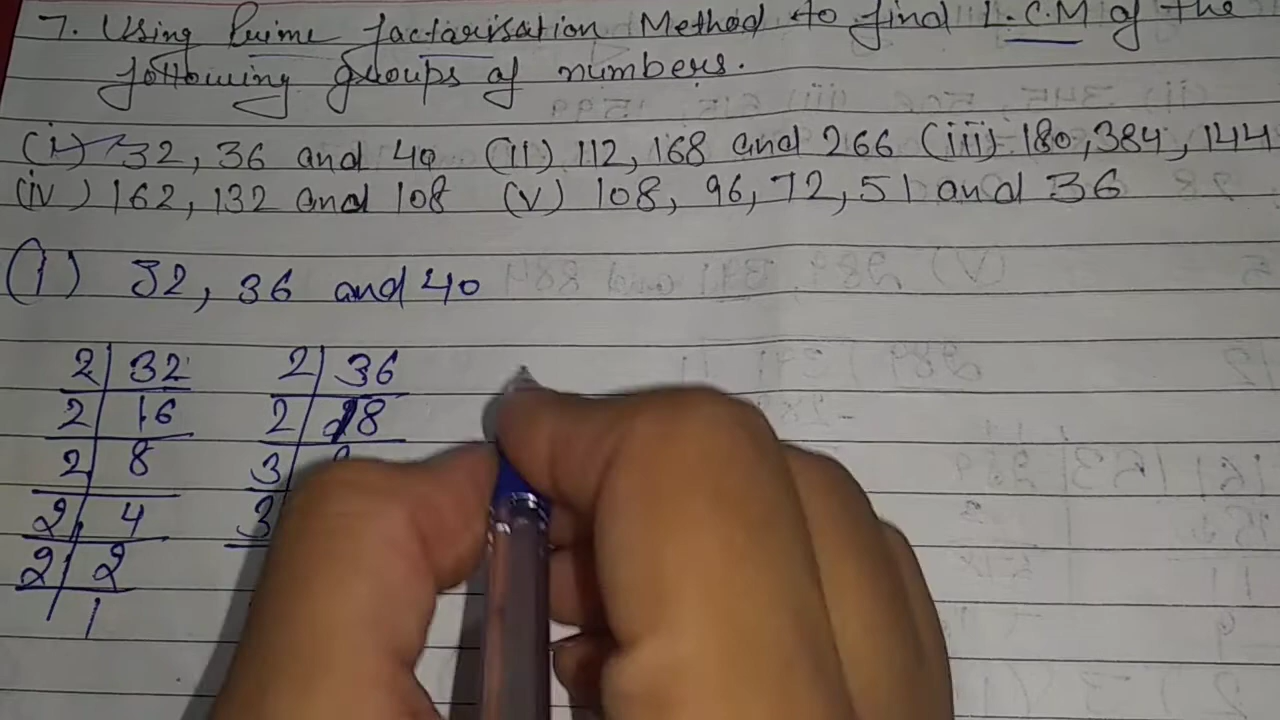 7. Using Prime factorisation Method to find L.C.M of the
following groups of numbers.
(i) 32, 36 and 40 (ii) 112, 168 and 266 (iii) 180, 384, 144
(iv) 162, 132 and 108 (v) 108, 96, 72, 51 and 36
(1) 32, 36 and 40
2 | 32 2 | 36
2 | 16 2 | 18
2 | 8 3
2 | 4 3
2 | 2
1